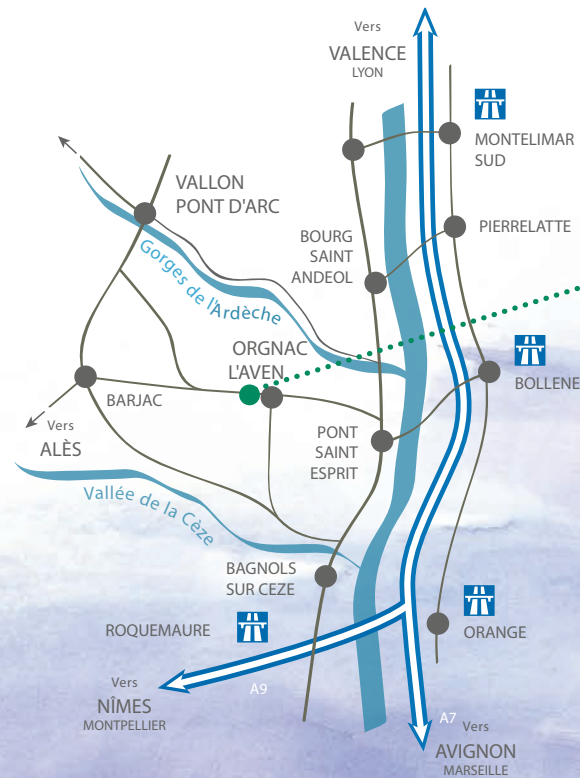 Vers
VALENCE
LYON
MONTELIMAR
SUD
VALLON
PONT D'ARC
PIERRELATTE
BOURG
SAINT
ANDEOL
Gorges de l'Ardèche
ORGNAC
L'AVEN
BOLLENE
BARJAC
Vers
ALÈS
PONT
SAINT
ESPRIT
Vallée de la Cèze
BAGNOLS
SUR CEZE
ROQUEMAURE
ORANGE
Vers
NÎMES
MONTPELLIER
A9
A7
Vers
AVIGNON
MARSEILLE